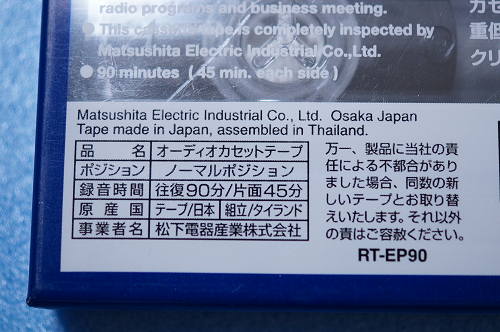 radio programs and business meeting.
● This cassette tape is completely inspected by
Matsushita Electric Industrial Co.,Ltd.
● 90 minutes ( 45 min. each side )
カセ
重但
クリ
Matsushita Electric Industrial Co., Ltd. Osaka Japan
Tape made in Japan, assembled in Thailand.
品名 オーディオカセットテープ
ポジション ノーマルポジション
録音時間 往復90分/片面45分
原産国 テープ/日本 組立/タイランド
事業者名 松下電器産業株式会社
万一、製品に当社の責
任による不都合があり
ました場合、同数の新
しいテープとお取り替
えいたします。それ以外
の責はご容赦ください。
RT-EP90